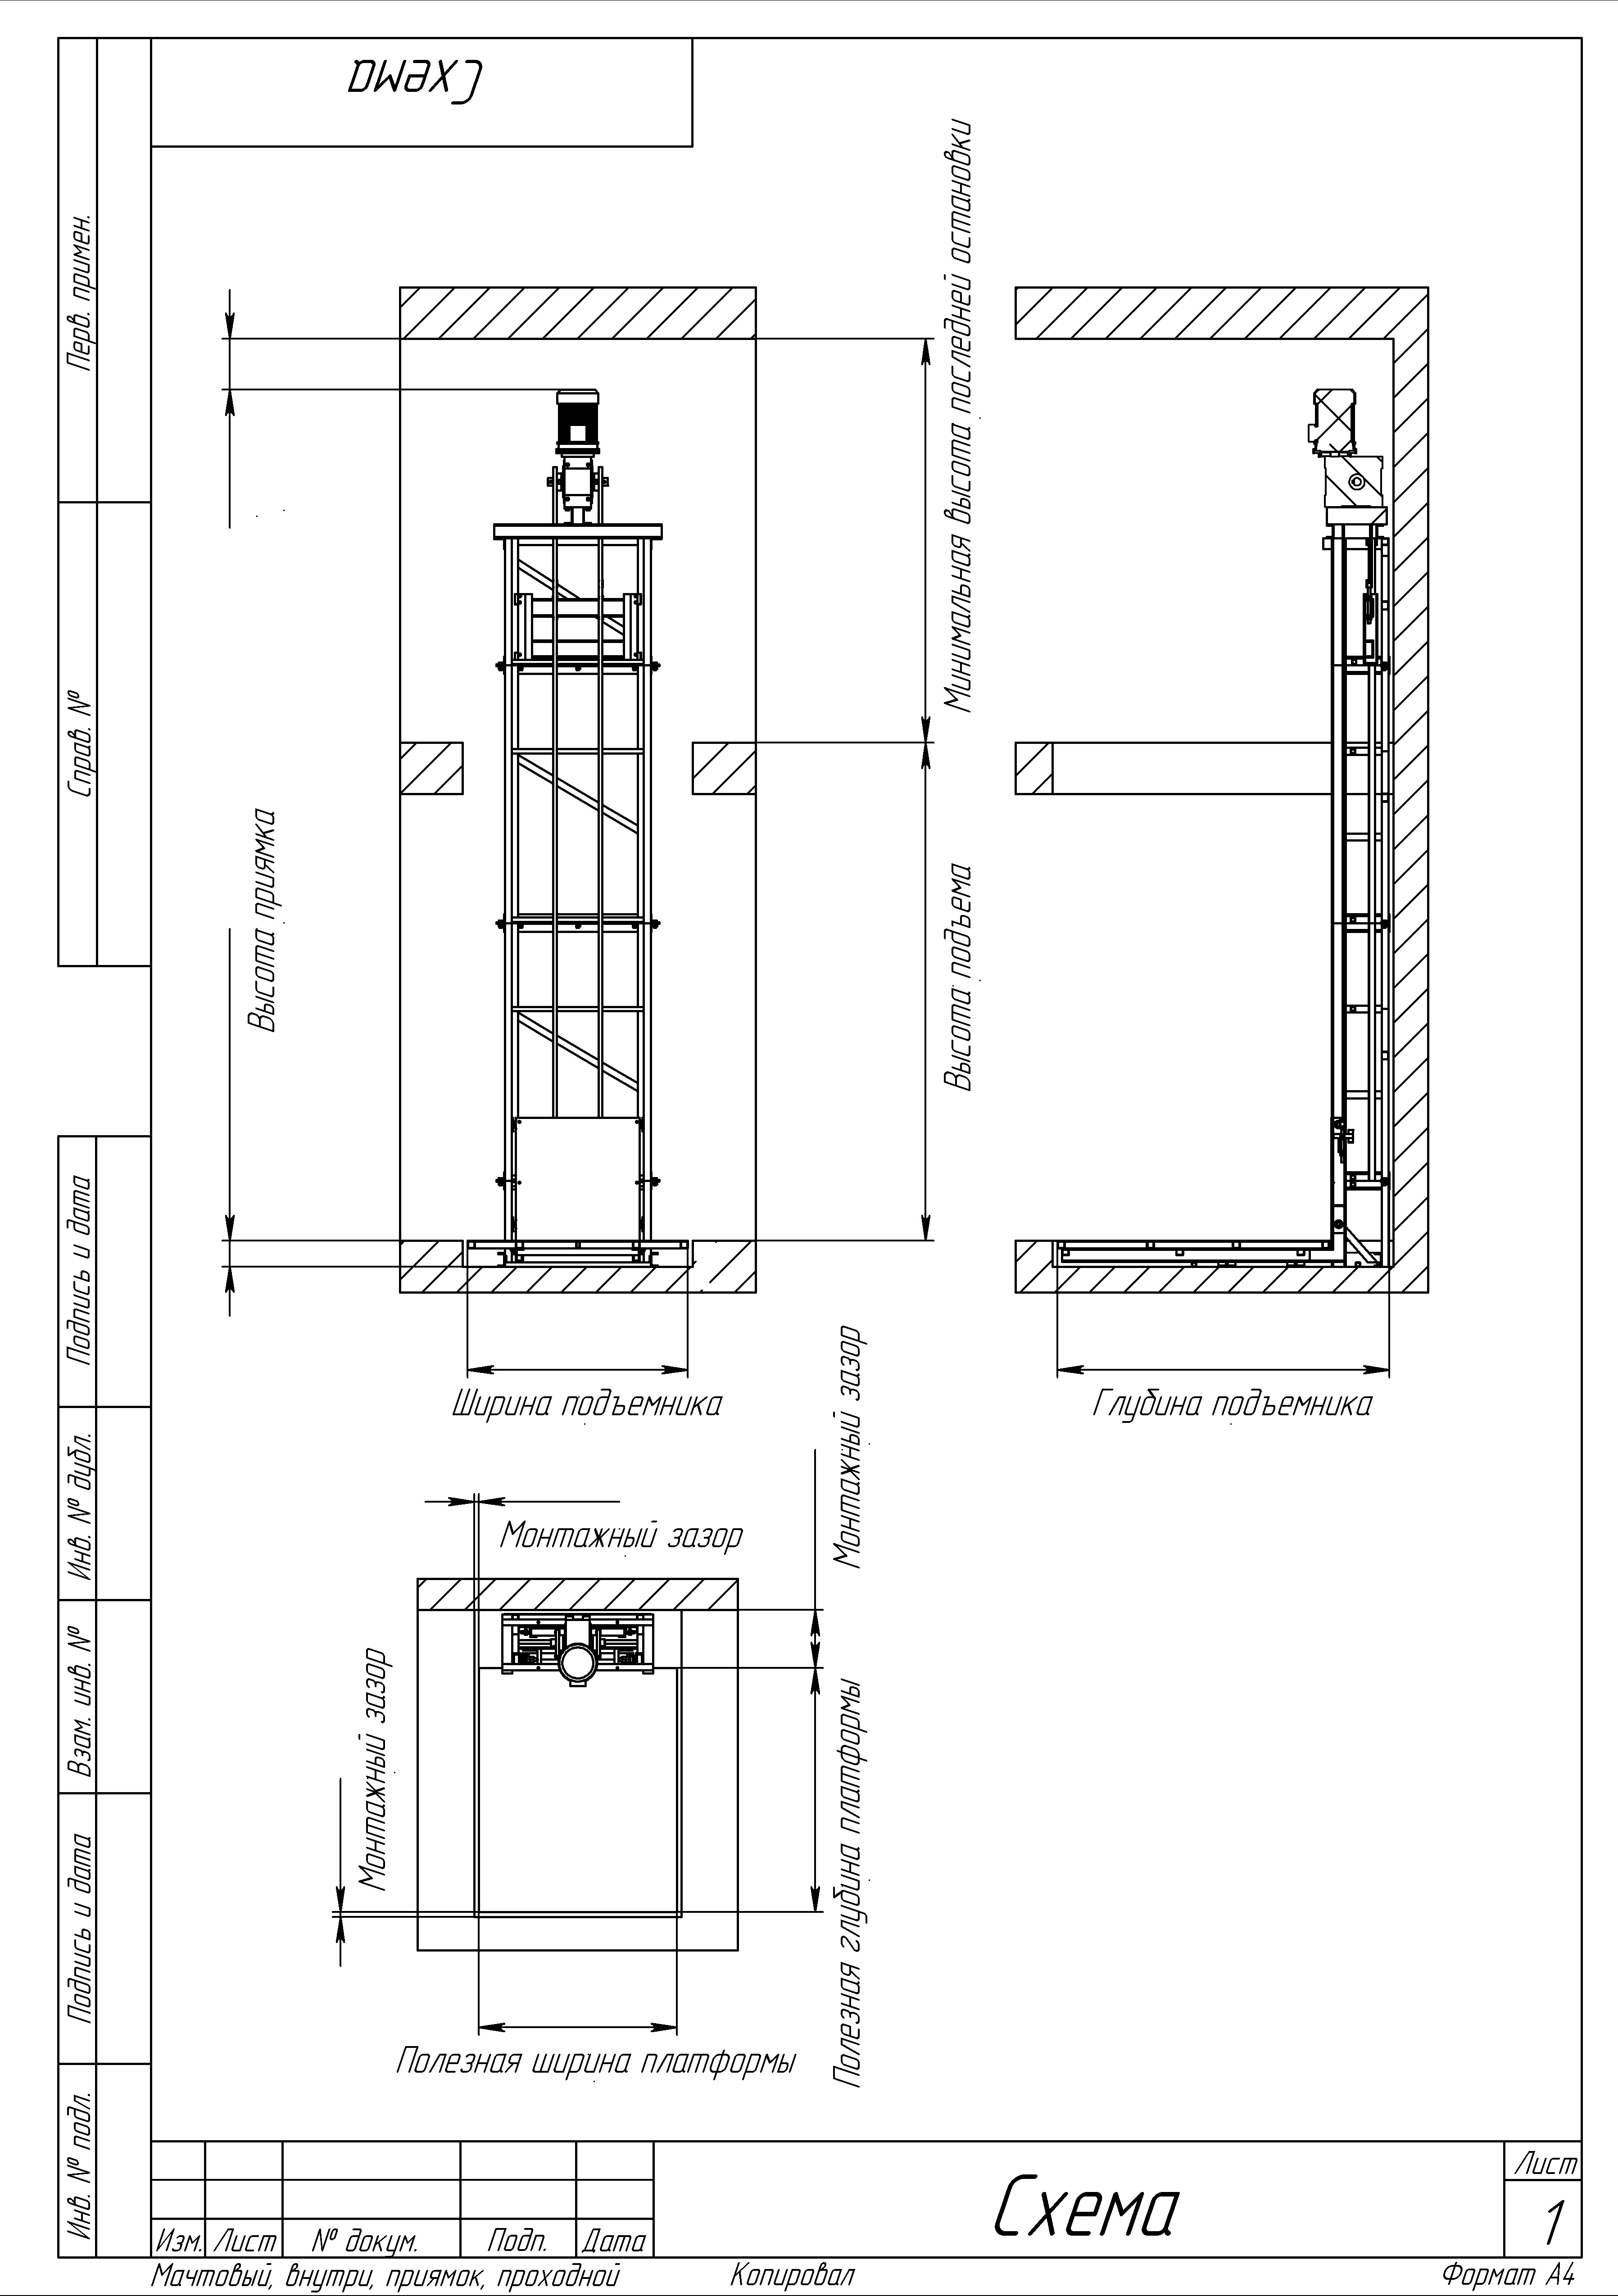 Схема
Перв. примен.
Справ. №
Минимальная высота последней остановки
Высота приямка
Высота подъема
Подпись и дата
Ширина подъемника
Глубина подъемника
Монтажный зазор
Инв. № дубл.
Монтажный зазор
Взам. инв. №
Монтажный зазор
Полезная глубина платформы
Подпись и дата
Полезная ширина платформы
Инв. № подл.
Изм. Лист № докум. Подп. Дата
Схема
Лист
1
Мачтовый, внутри, приямок, проходной
Копировал
Формат А4